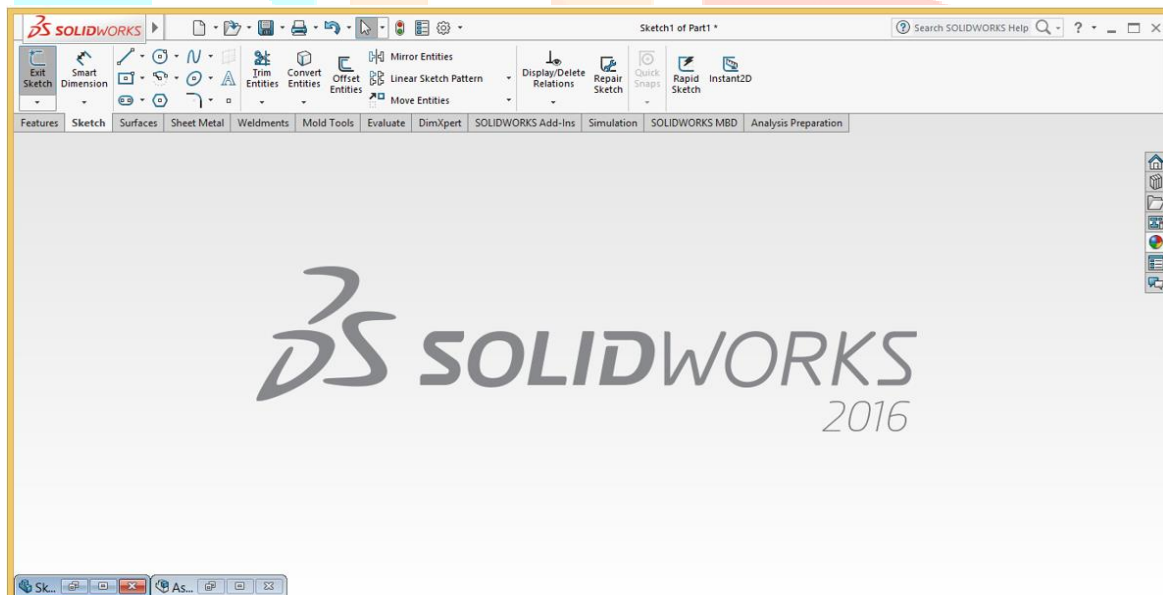 SOLIDWORKS
Sketch1 of Part1 *
Search SOLIDWORKS Help
?
Exit Sketch
Smart Dimension
Trim Entities
Convert Entities
Offset Entities
Mirror Entities
Linear Sketch Pattern
Move Entities
Display/Delete Relations
Repair Sketch
Quick Snaps
Rapid Sketch
Instant2D
Features Sketch Surfaces Sheet Metal Weldments Mold Tools Evaluate DimXpert SOLIDWORKS Add-Ins Simulation SOLIDWORKS MBD Analysis Preparation
SOLIDWORKS
2016
Sk... As...